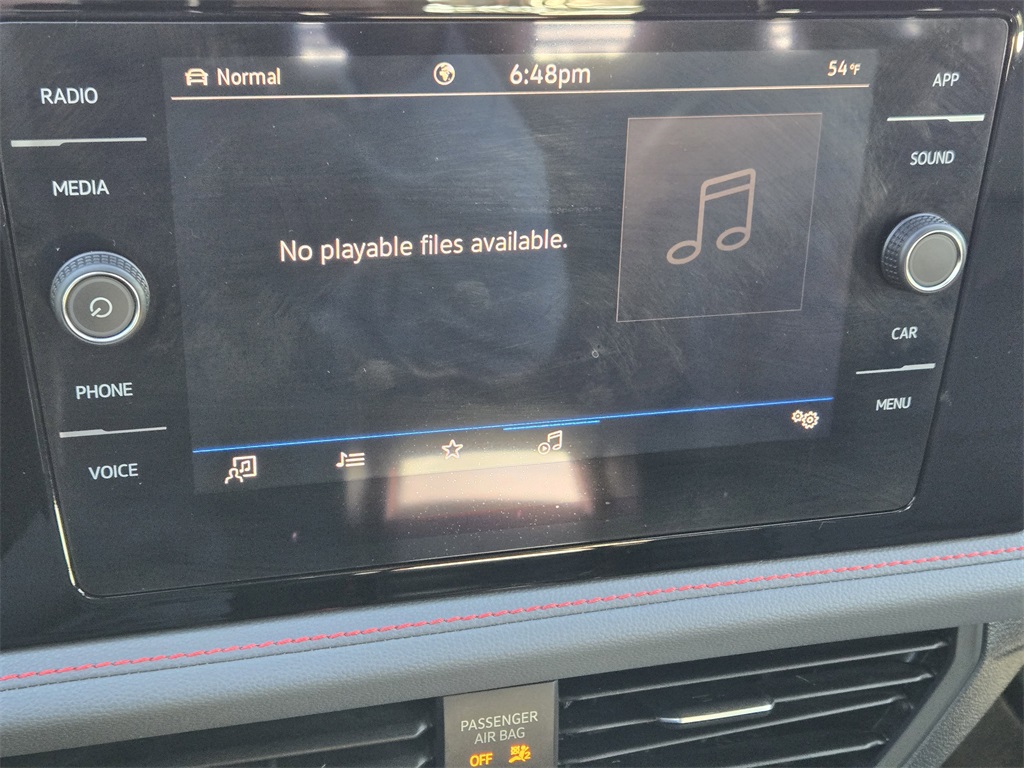 Normal
6:48pm
54°F
RADIO
MEDIA
PHONE
VOICE
No playable files available.
APP
SOUND
CAR
MENU
PASSENGER
AIR BAG
OFF
2